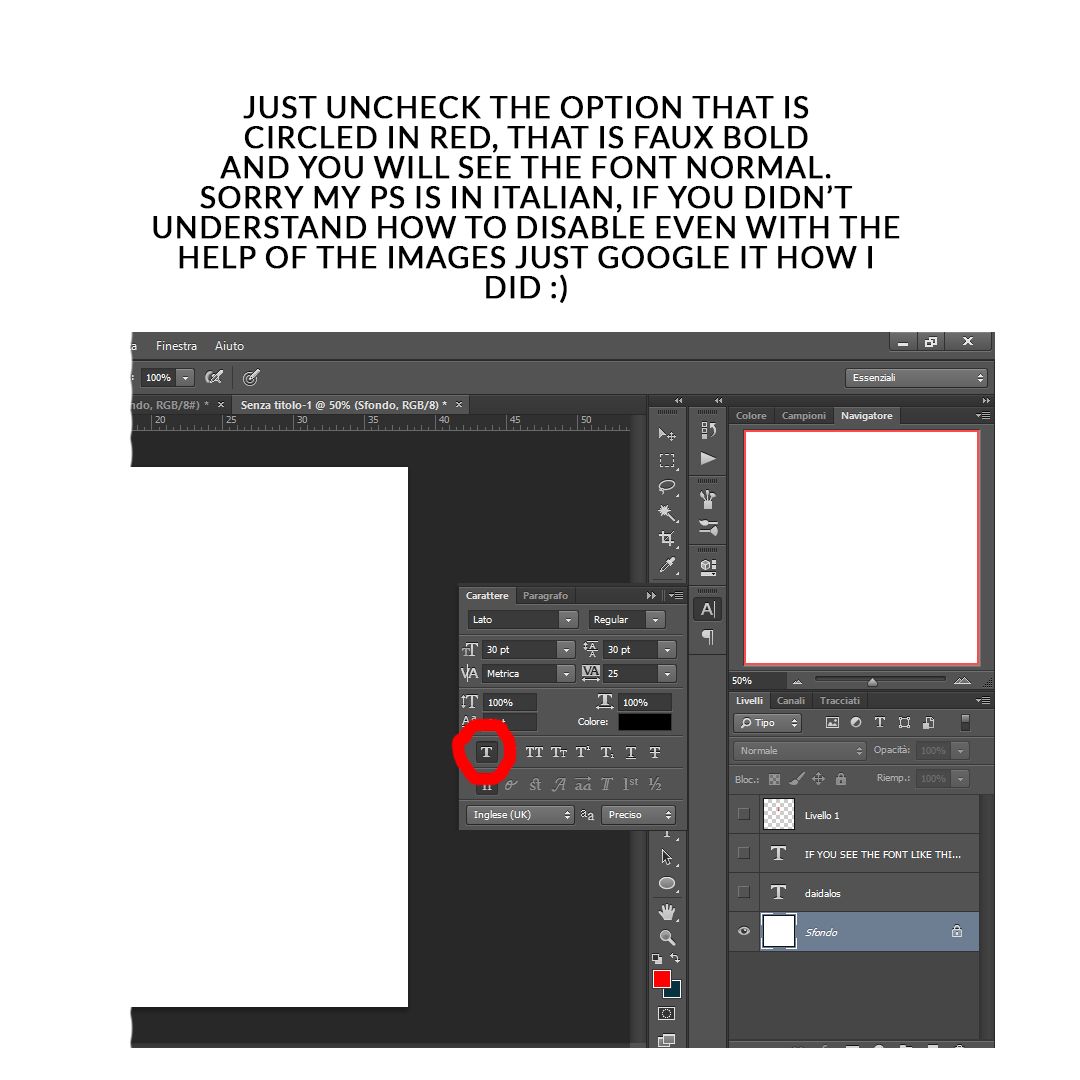 JUST UNCHECK THE OPTION THAT IS
CIRCLED IN RED, THAT IS FAUX BOLD
AND YOU WILL SEE THE FONT NORMAL.
SORRY MY PS IS IN ITALIAN, IF YOU DIDN'T
UNDERSTAND HOW TO DISABLE EVEN WITH THE
HELP OF THE IMAGES JUST GOOGLE IT HOW I
DID :)
a Finestra Aiuto
100% Essenziali
ndo, RGB/8#) * × Senza titolo-1 @ 50% (Sfondo, RGB/8) * ×
20 25 30 35 40 45 50
Colore Campioni Navigatore
Carattere Paragrafo
Lato Regular
30 pt 30 pt
Metrica 25
100% 100%
Colore:
T TT Tt T¹ T₁ T T
st A aa T 1st ½
Inglese (UK) aa Preciso
50%
Livelli Canali Tracciati
Tipo
Normale Opacità: 100%
Bloc.: Riemp.: 100%
Livello 1
IF YOU SEE THE FONT LIKE THI...
daidalos
Sfondo